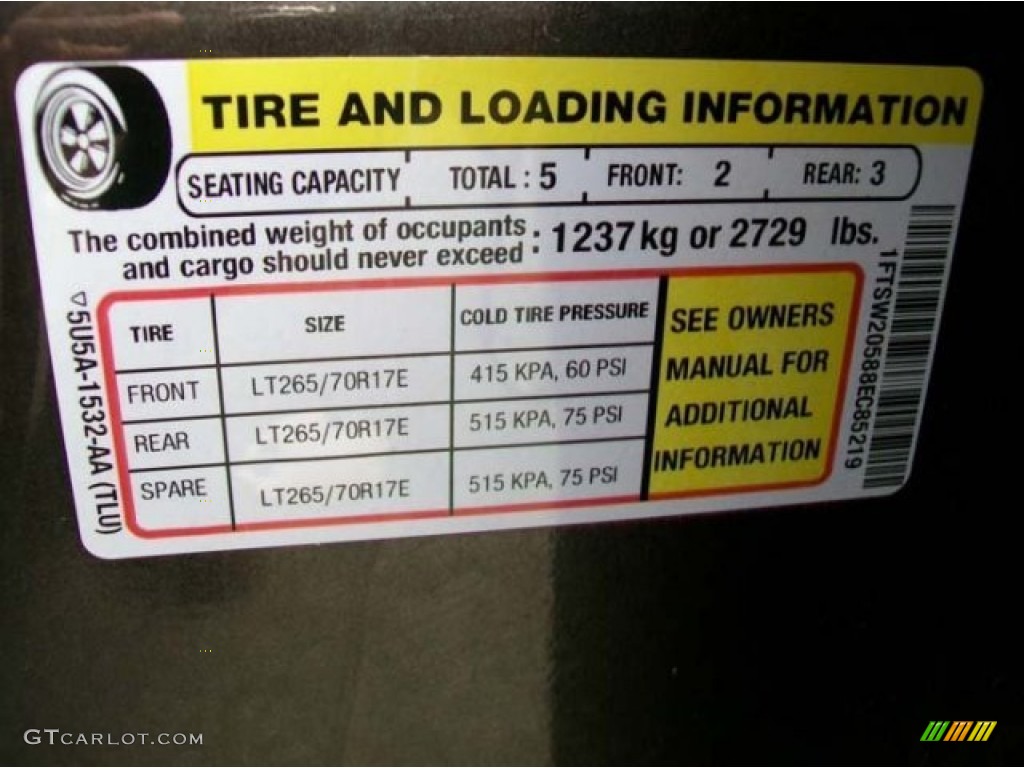 TIRE AND LOADING INFORMATION
SEATING CAPACITY TOTAL : 5 FRONT: 2 REAR: 3
The combined weight of occupants
and cargo should never exceed : 1237 kg or 2729 lbs.
TIRE SIZE COLD TIRE PRESSURE
FRONT LT265/70R17E 415 KPA, 60 PSI
REAR LT265/70R17E 515 KPA, 75 PSI
SPARE LT265/70R17E 515 KPA, 75 PSI
SEE OWNERS
MANUAL FOR
ADDITIONAL
INFORMATION
5U5A-1532-AA (TLU)
1FTSW20588EC85219
GTCARLOT.COM